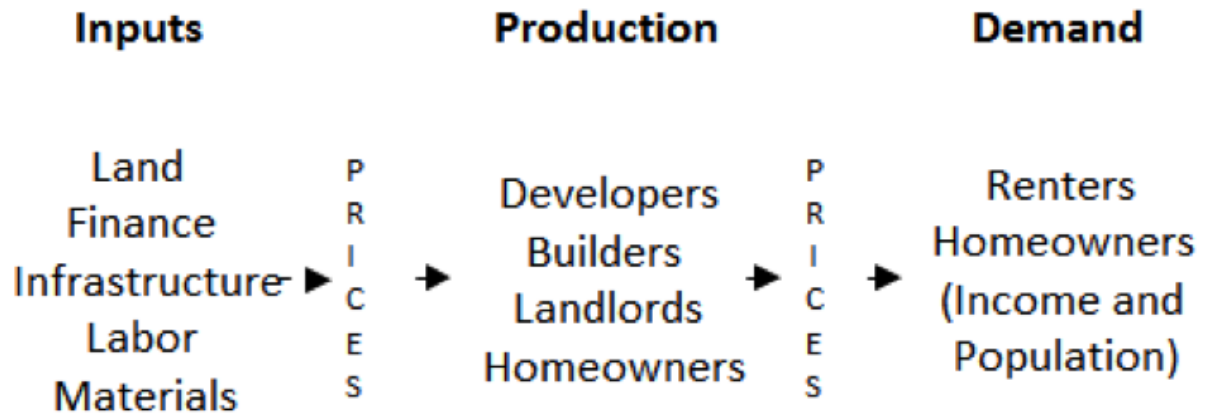 Inputs
Production
Demand
Land
Finance
Infrastructure
Labor
Materials
P
R
I
C
E
S
Developers
Builders
Landlords
Homeowners
P
R
I
C
E
S
Renters
Homeowners
(Income and
Population)